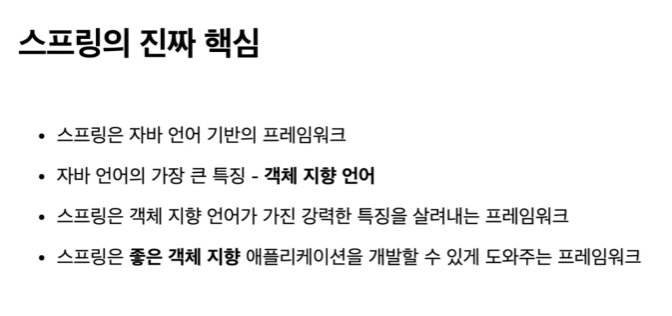 스프링의 진짜 핵심
• 스프링은 자바 언어 기반의 프레임워크
• 자바 언어의 가장 큰 특징 - 객체 지향 언어
• 스프링은 객체 지향 언어가 가진 강력한 특징을 살려내는 프레임워크
• 스프링은 좋은 객체 지향 애플리케이션을 개발할 수 있게 도와주는 프레임워크